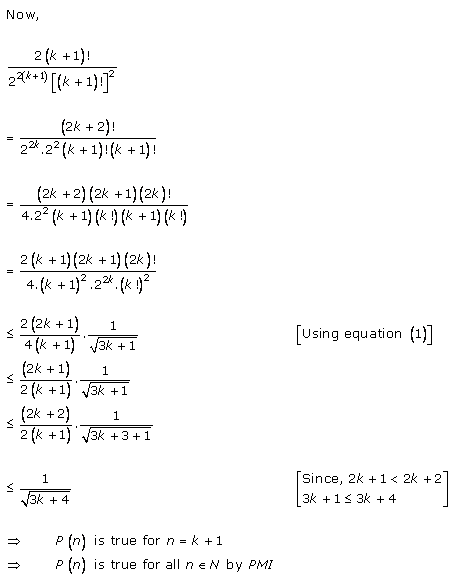 Now,
2(k+1)! / 2^{2(k+1)} [(k+1)!]^2
= (2k+2)! / 2^{2k}.2^2 (k+1)!(k+1)!
= (2k+2)(2k+1)(2k)! / 4.2^2 (k+1)(k!)(k+1)(k!)
= 2(k+1)(2k+1)(2k)! / 4.(k+1)^2.2^{2k}.(k!)^2
≤ 2(2k+1) / 4(k+1) . 1 / √(3k+1) [Using equation (1)]
≤ (2k+1) / 2(k+1) . 1 / √(3k+1)
≤ (2k+2) / 2(k+1) . 1 / √(3k+3+1)
≤ 1 / √(3k+4) [Since, 2k+1 < 2k+2
3k+1 ≤ 3k+4]
⇒ P(n) is true for n = k+1
⇒ P(n) is true for all n ∈ N by PMI